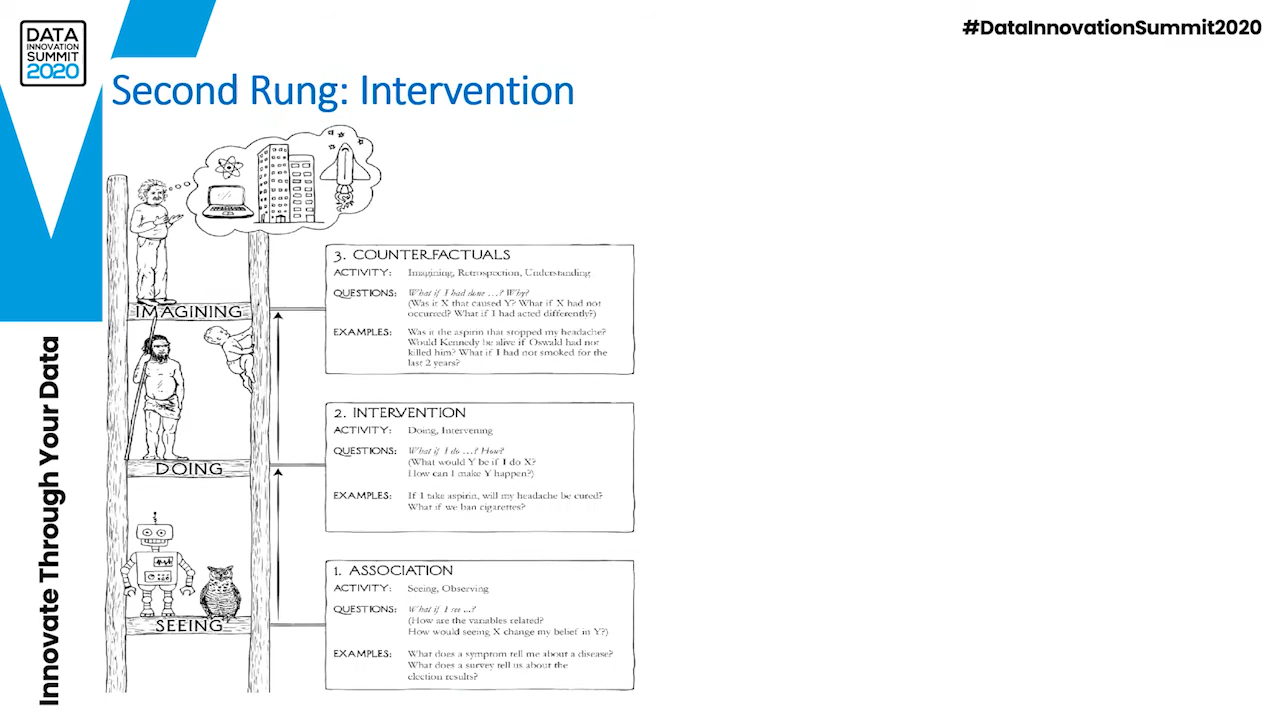 DATA
INNOVATION
SUMMIT
2020
#DataInnovationSummit2020
Second Rung: Intervention
Innovate Through Your Data
IMAGINING
DOING
SEEING
3. COUNTERFACTUALS
ACTIVITY: Imagining, Retrospection, Understanding
QUESTIONS: What if I had done ...? Why?
(Was it X that caused Y? What if X had not
occurred? What if I had acted differently?)
EXAMPLES: Was it the aspirin that stopped my headache?
Would Kennedy be alive if Oswald had not
killed him? What if I had not smoked for the
last 2 years?
2. INTERVENTION
ACTIVITY: Doing, Intervening
QUESTIONS: What if I do ...? How?
(What would Y be if I do X?
How can I make Y happen?)
EXAMPLES: If I take aspirin, will my headache be cured?
What if we ban cigarettes?
1. ASSOCIATION
ACTIVITY: Seeing, Observing
QUESTIONS: What if I see ...?
(How are the variables related?
How would seeing X change my belief in Y?)
EXAMPLES: What does a symptom tell me about a disease?
What does a survey tell us about the
election results?